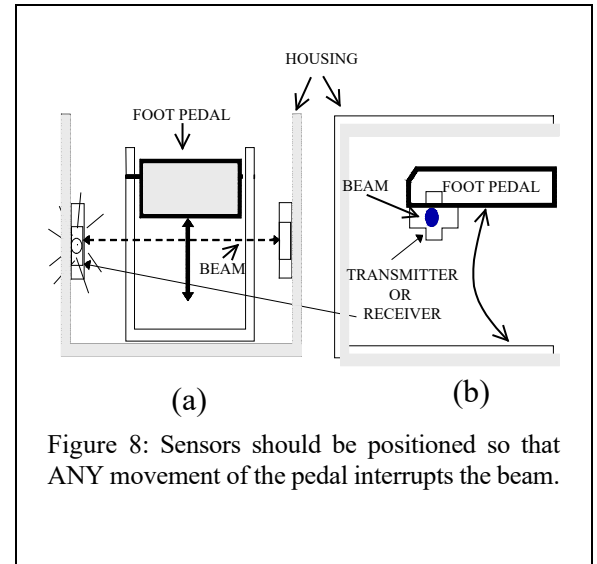 HOUSING
FOOT PEDAL
BEAM
FOOT PEDAL
BEAM
TRANSMITTER
OR
RECEIVER
(a)
(b)
Figure 8: Sensors should be positioned so that
ANY movement of the pedal interrupts the beam.